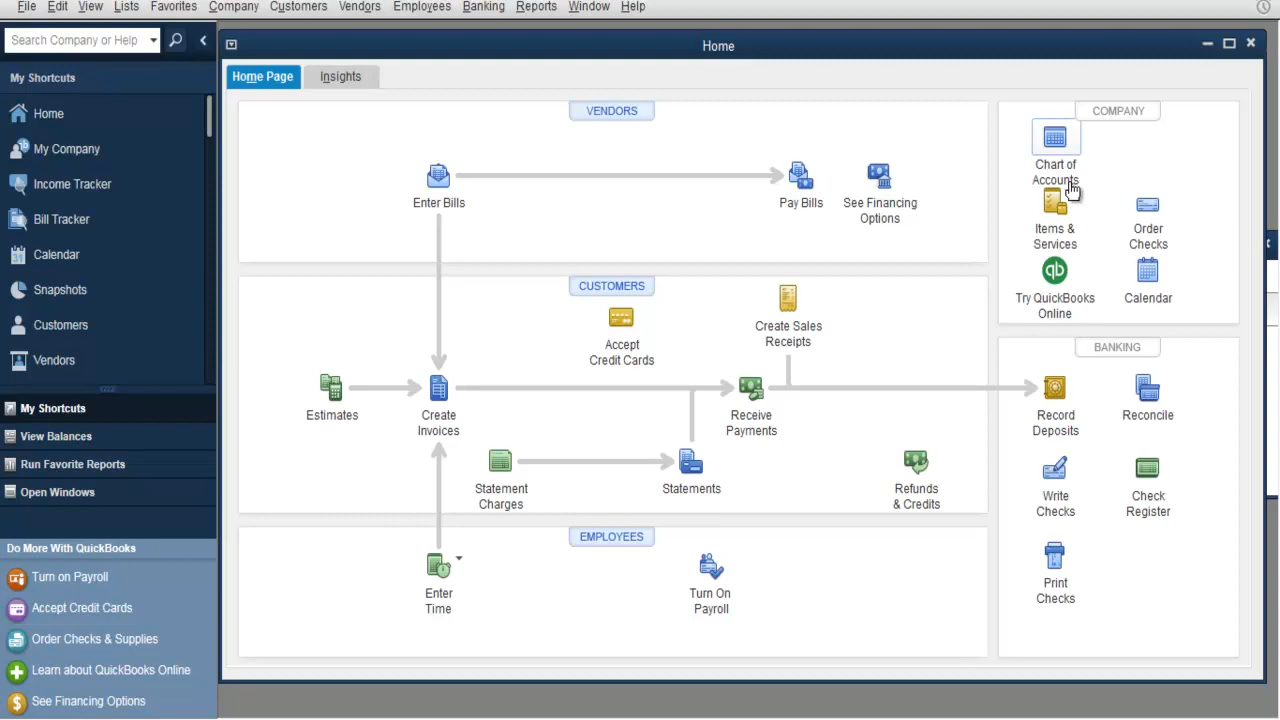 File Edit View Lists Favorites Company Customers Vendors Employees Banking Reports Window Help
Search Company or Help
My Shortcuts
Home
My Company
Income Tracker
Bill Tracker
Calendar
Snapshots
Customers
Vendors
My Shortcuts
View Balances
Run Favorite Reports
Open Windows
Do More With QuickBooks
Turn on Payroll
Accept Credit Cards
Order Checks & Supplies
Learn about QuickBooks Online
See Financing Options
Home
Home Page Insights
VENDORS
Enter Bills
Pay Bills
See Financing
Options
CUSTOMERS
Accept
Credit Cards
Create Sales
Receipts
Estimates
Create
Invoices
Receive
Payments
Statement
Charges
Statements
Refunds
& Credits
EMPLOYEES
Enter
Time
Turn On
Payroll
COMPANY
Chart of
Accounts
Items &
Services
Order
Checks
qb
Try QuickBooks
Online
Calendar
BANKING
Record
Deposits
Reconcile
Write
Checks
Check
Register
Print
Checks